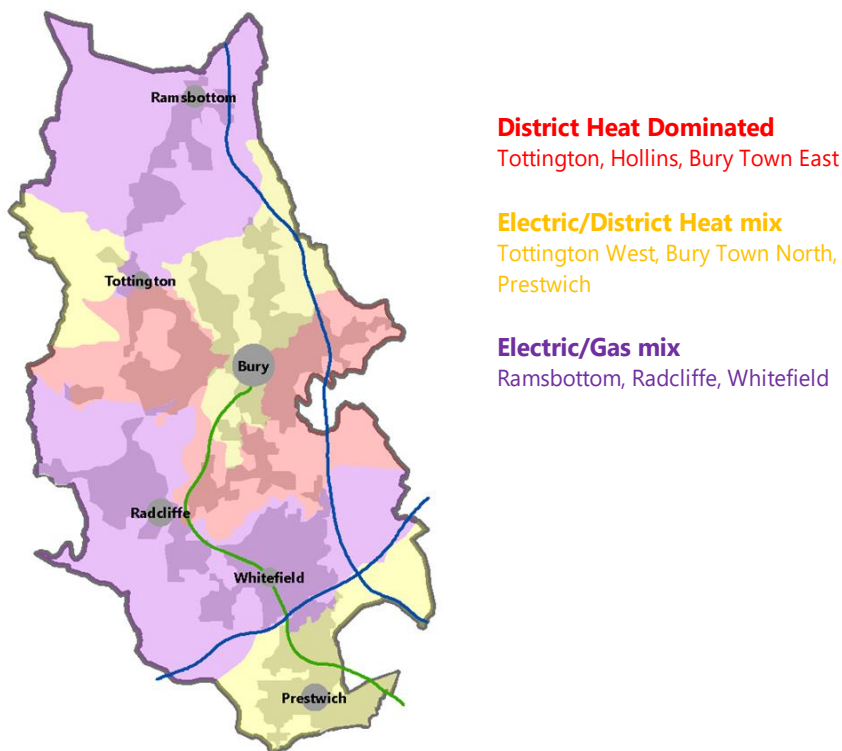 Ramsbottom
Tottington
Bury
Radcliffe
Whitefield
Prestwich
District Heat Dominated
Tottington, Hollins, Bury Town East
Electric/District Heat mix
Tottington West, Bury Town North,
Prestwich
Electric/Gas mix
Ramsbottom, Radcliffe, Whitefield